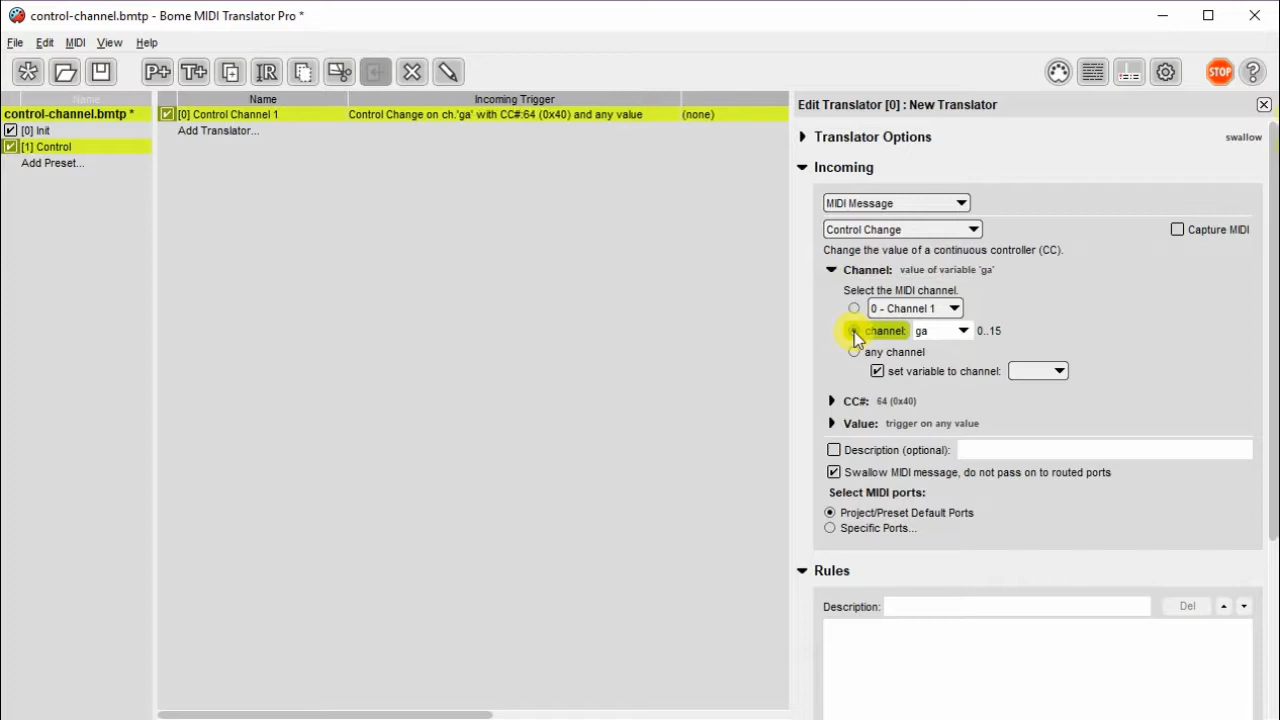 control-channel.bmtp * - Bome MIDI Translator Pro *
File Edit MIDI View Help
P+ T+ R STOP ?
Name
control-channel.bmtp *
[0] Init
[1] Control
Add Preset...
Name Incoming Trigger
[0] Control Channel 1 Control Change on ch.'ga' with CC#:64 (0x40) and any value (none)
Add Translator...
Edit Translator [0] : New Translator
Translator Options swallow
Incoming
MIDI Message
Control Change Capture MIDI
Change the value of a continuous controller (CC).
Channel: value of variable 'ga'
Select the MIDI channel.
0 - Channel 1
channel: ga 0..15
any channel
set variable to channel:
CC#: 64 (0x40)
Value: trigger on any value
Description (optional):
Swallow MIDI message, do not pass on to routed ports
Select MIDI ports:
Project/Preset Default Ports
Specific Ports...
Rules
Description: Del